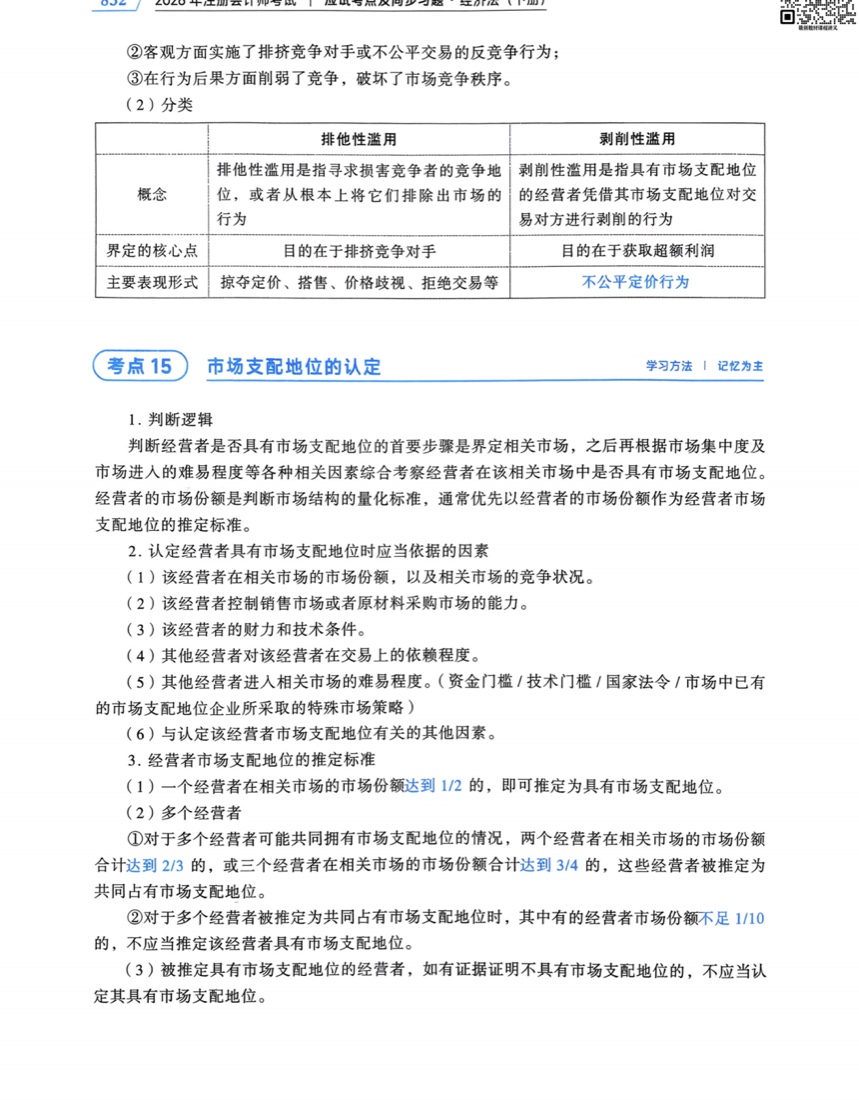 832 2026年注册会计师考试 | 应试考点及同步习题·经济法（下册）
②客观方面实施了排挤竞争对手或不公平交易的反竞争行为；
③在行为后果方面削弱了竞争，破坏了市场竞争秩序。
（2）分类
排他性滥用 剥削性滥用
概念
排他性滥用是指寻求损害竞争者的竞争地
位，或者从根本上将它们排除出市场的
行为
剥削性滥用是指具有市场支配地位
的经营者凭借其市场支配地位对交
易对方进行剥削的行为
界定的核心点 目的在于排挤竞争对手 目的在于获取超额利润
主要表现形式 掠夺定价、搭售、价格歧视、拒绝交易等 不公平定价行为
考点 15 市场支配地位的认定 学习方法 | 记忆为主
1. 判断逻辑
判断经营者是否具有市场支配地位的首要步骤是界定相关市场，之后再根据市场集中度及
市场进入的难易程度等各种相关因素综合考察经营者在该相关市场中是否具有市场支配地位。
经营者的市场份额是判断市场结构的量化标准，通常优先以经营者的市场份额作为经营者市场
支配地位的推定标准。
2. 认定经营者具有市场支配地位时应当依据的因素
（1）该经营者在相关市场的市场份额，以及相关市场的竞争状况。
（2）该经营者控制销售市场或者原材料采购市场的能力。
（3）该经营者的财力和技术条件。
（4）其他经营者对该经营者在交易上的依赖程度。
（5）其他经营者进入相关市场的难易程度。（资金门槛/技术门槛/国家法令/市场中已有
的市场支配地位企业所采取的特殊市场策略）
（6）与认定该经营者市场支配地位有关的其他因素。
3. 经营者市场支配地位的推定标准
（1）一个经营者在相关市场的市场份额达到 1/2 的，即可推定为具有市场支配地位。
（2）多个经营者
①对于多个经营者可能共同拥有市场支配地位的情况，两个经营者在相关市场的市场份额
合计达到 2/3 的，或三个经营者在相关市场的市场份额合计达到 3/4 的，这些经营者被推定为
共同占有市场支配地位。
②对于多个经营者被推定为共同占有市场支配地位时，其中有的经营者市场份额不足 1/10
的，不应当推定该经营者具有市场支配地位。
（3）被推定具有市场支配地位的经营者，如有证据证明不具有市场支配地位的，不应当认
定其具有市场支配地位。